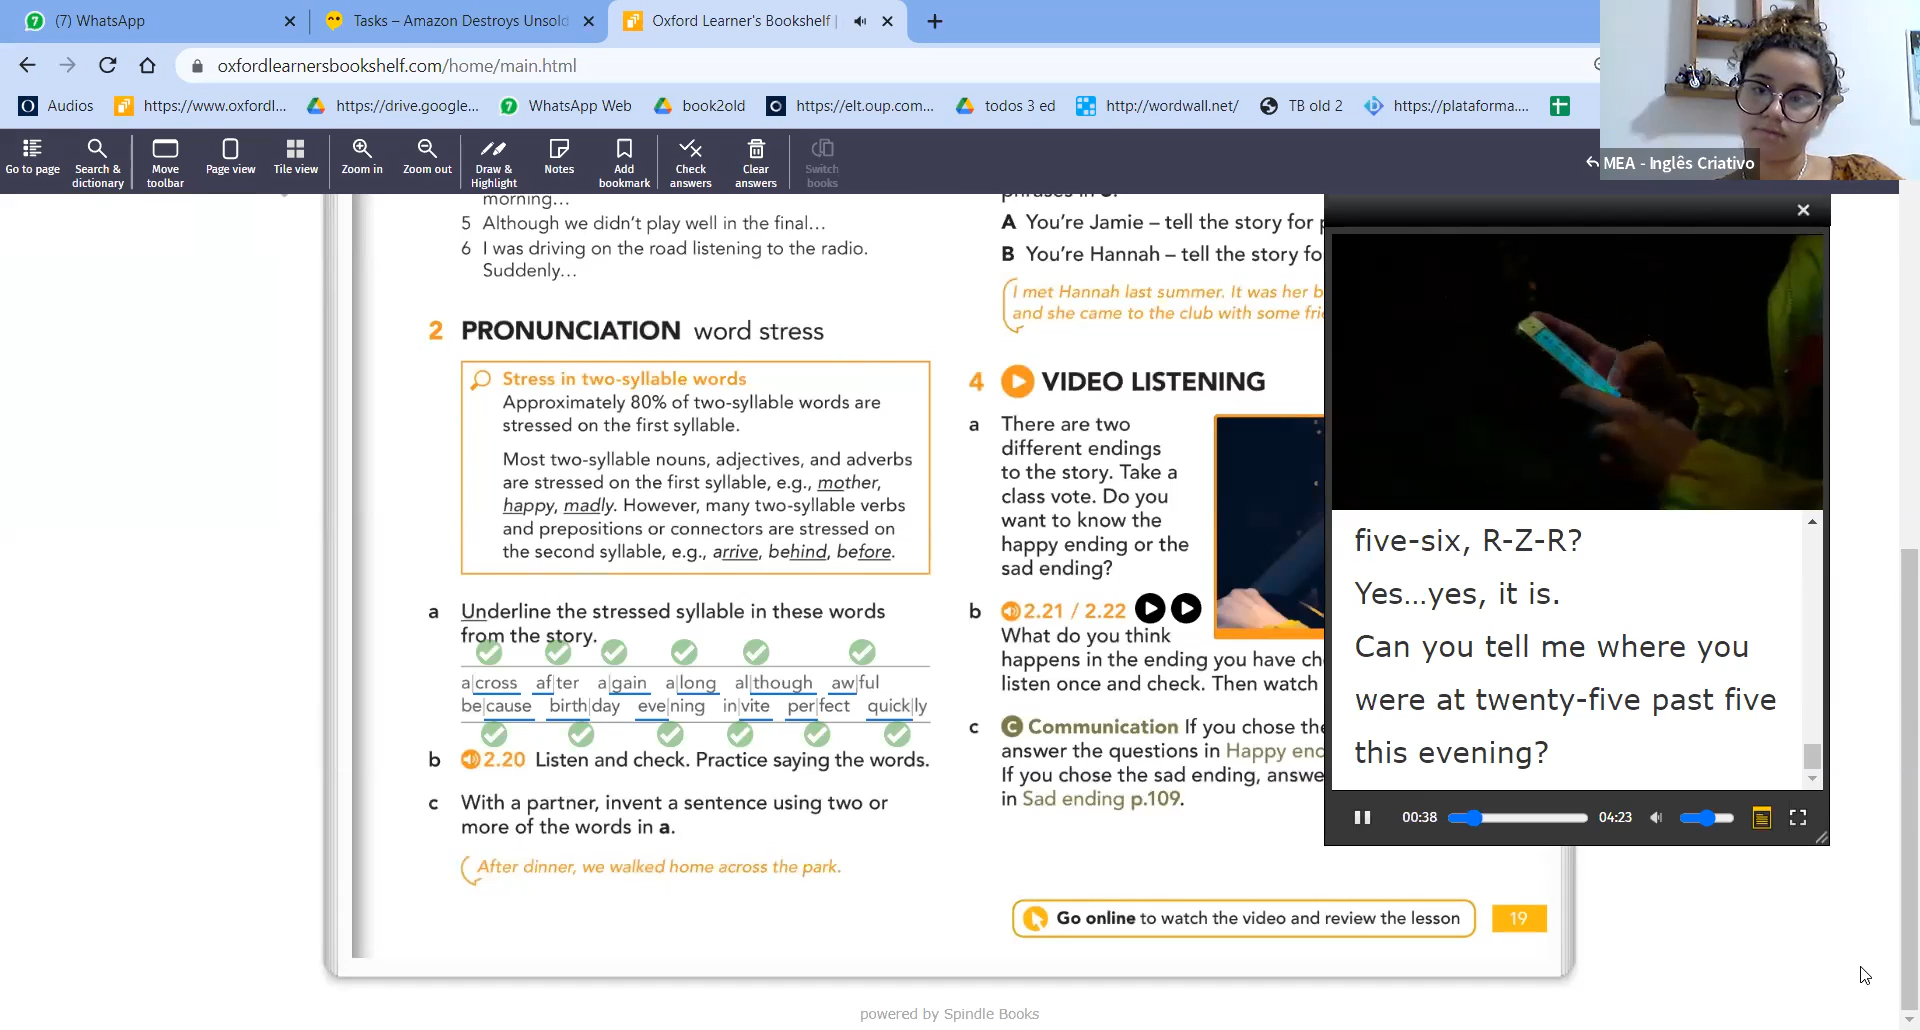 (7) WhatsApp
Tasks – Amazon Destroys Unsold
Oxford Learner's Bookshelf |
oxfordlearnersbookshelf.com/home/main.html
Audios
https://www.oxfordl...
https://drive.google...
WhatsApp Web
book2old
https://elt.oup.com...
todos 3 ed
http://wordwall.net/
TB old 2
https://plataforma....
Go to page
Search & dictionary
Move toolbar
Page view
Tile view
Zoom in
Zoom out
Draw & Highlight
Notes
Add bookmark
Check answers
Clear answers
Switch books
MEA - Inglês Criativo
morning...
5 Although we didn't play well in the final...
6 I was driving on the road listening to the radio.
Suddenly...
2 PRONUNCIATION word stress
Stress in two-syllable words
Approximately 80% of two-syllable words are
stressed on the first syllable.
Most two-syllable nouns, adjectives, and adverbs
are stressed on the first syllable, e.g., mother,
happy, madly. However, many two-syllable verbs
and prepositions or connectors are stressed on
the second syllable, e.g., arrive, behind, before.
a Underline the stressed syllable in these words
from the story.
a|cross af|ter a|gain a|long al|though aw|ful
be|cause birth|day eve|ning in|vite per|fect quick|ly
b 2.20 Listen and check. Practice saying the words.
c With a partner, invent a sentence using two or
more of the words in a.
After dinner, we walked home across the park.
phrases in
A You're Jamie – tell the story for
B You're Hannah – tell the story fo
I met Hannah last summer. It was her b
and she came to the club with some frie
4 VIDEO LISTENING
a There are two
different endings
to the story. Take a
class vote. Do you
want to know the
happy ending or the
sad ending?
b 2.21 / 2.22
What do you think
happens in the ending you have ch
listen once and check. Then watch
c C Communication If you chose the
answer the questions in Happy end
If you chose the sad ending, answe
in Sad ending p.109.
Go online to watch the video and review the lesson
19
five-six, R-Z-R?
Yes...yes, it is.
Can you tell me where you
were at twenty-five past five
this evening?
00:38
04:23
powered by Spindle Books